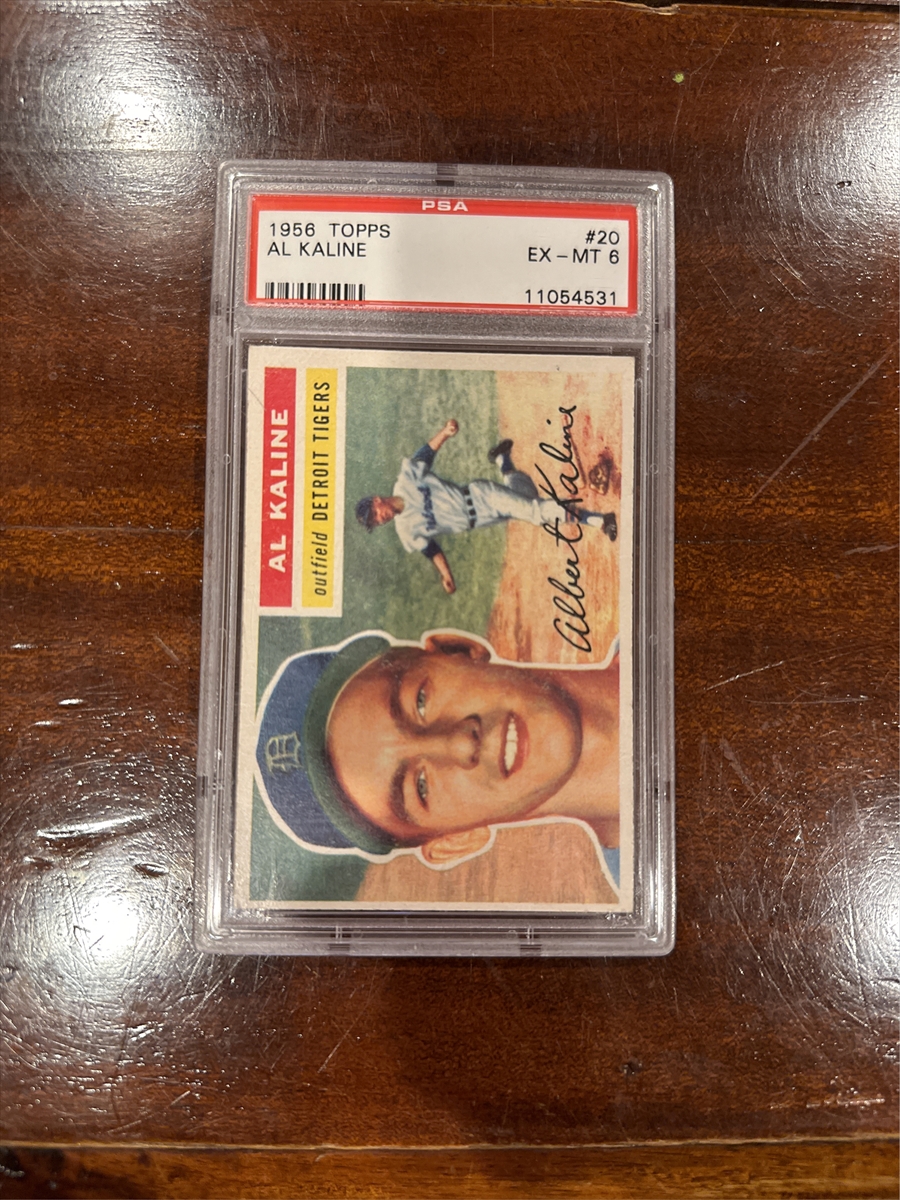 PSA
1956 TOPPS #20
AL KALINE EX-MT 6
11054531
AL KALINE
outfield DETROIT TIGERS
Albert Kaline
D